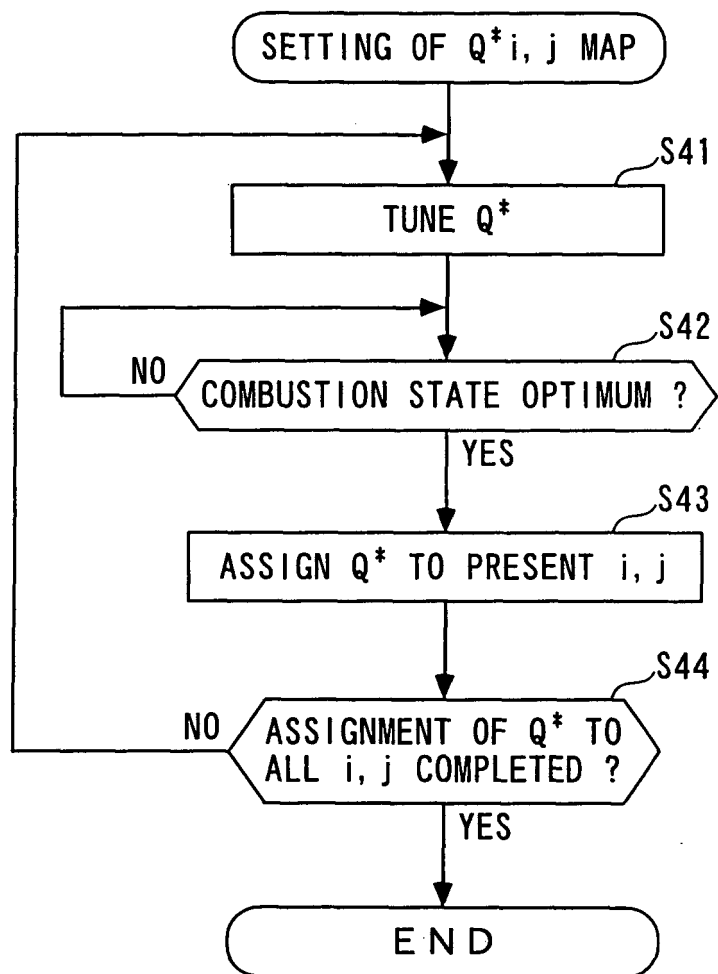 SETTING OF Q*i, j MAP
S41
TUNE Q*
S42
NO
COMBUSTION STATE OPTIMUM ?
YES
S43
ASSIGN Q* TO PRESENT i, j
S44
NO
ASSIGNMENT OF Q* TO
ALL i, j COMPLETED ?
YES
END